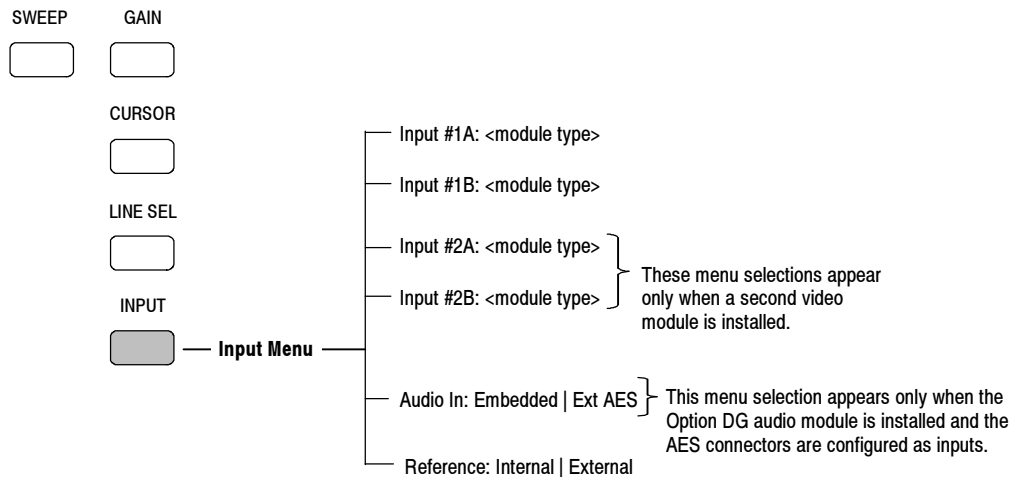 SWEEP GAIN
CURSOR
LINE SEL
INPUT
Input Menu
Input #1A: <module type>
Input #1B: <module type>
Input #2A: <module type>
Input #2B: <module type>
These menu selections appear
only when a second video
module is installed.
Audio In: Embedded | Ext AES
This menu selection appears only when the
Option DG audio module is installed and the
AES connectors are configured as inputs.
Reference: Internal | External